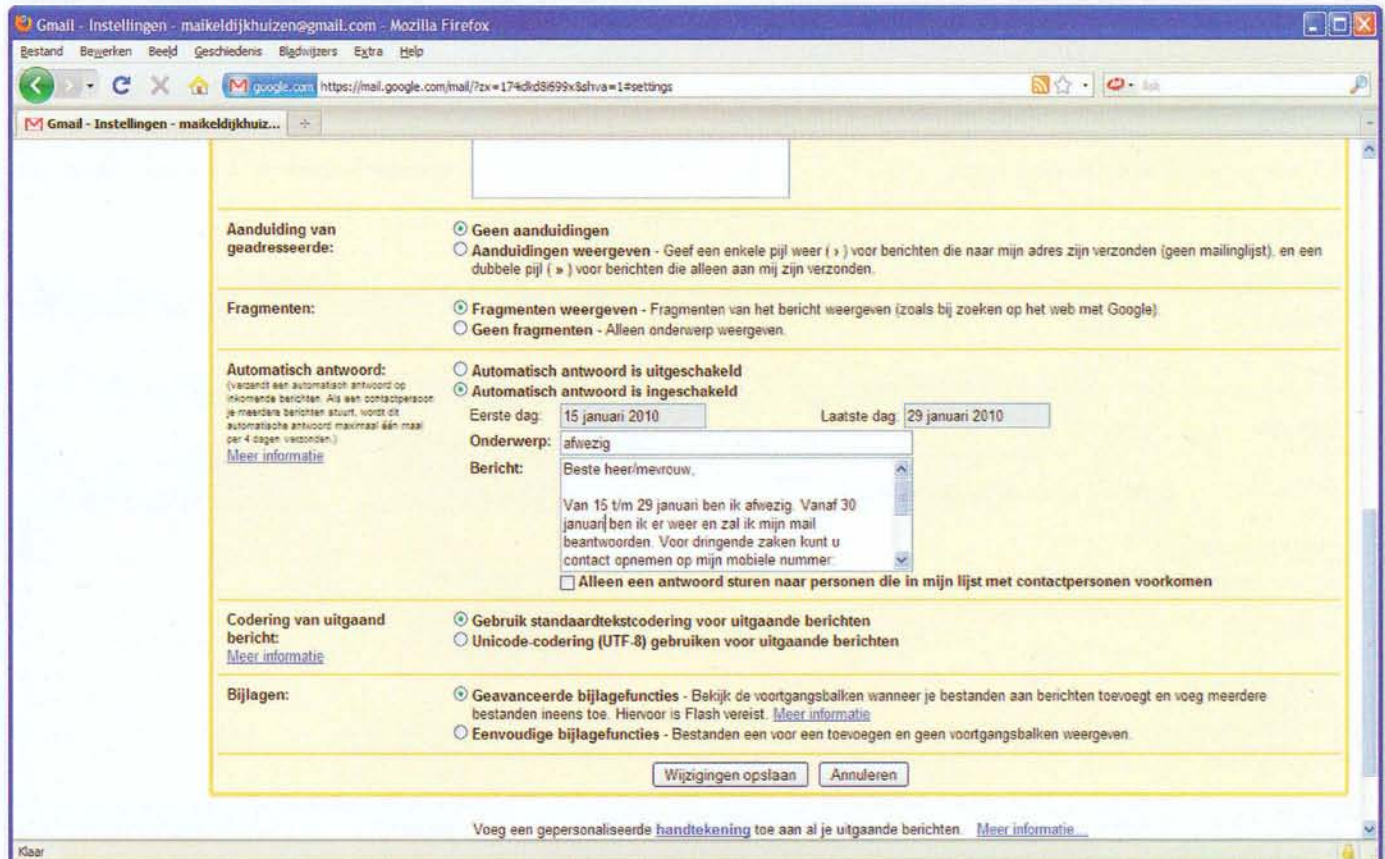 Gmail - Instellingen - maikeldijkhuizen@gmail.com - Mozilla Firefox
Bestand Bewerken Beeld Geschiedenis Bladwijzers Extra Help
google.com https://mail.google.com/mail/?zx=174dkd8i699x&shva=1#settings
Ask
Gmail - Instellingen - maikeldijkhuiz...
Aanduiding van
geadresseerde:
Geen aanduidingen
Aanduidingen weergeven - Geef een enkele pijl weer ( › ) voor berichten die naar mijn adres zijn verzonden (geen mailinglijst), en een
dubbele pijl ( » ) voor berichten die alleen aan mij zijn verzonden.
Fragmenten:
Fragmenten weergeven - Fragmenten van het bericht weergeven (zoals bij zoeken op het web met Google).
Geen fragmenten - Alleen onderwerp weergeven.
Automatisch antwoord:
(verzendt een automatisch antwoord op
inkomende berichten. Als een contactpersoon
je meerdere berichten stuurt, wordt dit
automatische antwoord maximaal één maal
per 4 dagen verzonden.)
Meer informatie
Automatisch antwoord is uitgeschakeld
Automatisch antwoord is ingeschakeld
Eerste dag: 15 januari 2010 Laatste dag: 29 januari 2010
Onderwerp: afwezig
Bericht: Beste heer/mevrouw,
Van 15 t/m 29 januari ben ik afwezig. Vanaf 30
januari ben ik er weer en zal ik mijn mail
beantwoorden. Voor dringende zaken kunt u
contact opnemen op mijn mobiele nummer:
Alleen een antwoord sturen naar personen die in mijn lijst met contactpersonen voorkomen
Codering van uitgaand
bericht:
Meer informatie
Gebruik standaardtekstcodering voor uitgaande berichten
Unicode-codering (UTF-8) gebruiken voor uitgaande berichten
Bijlagen:
Geavanceerde bijlagefuncties - Bekijk de voortgangsbalken wanneer je bestanden aan berichten toevoegt en voeg meerdere
bestanden ineens toe. Hiervoor is Flash vereist. Meer informatie
Eenvoudige bijlagefuncties - Bestanden een voor een toevoegen en geen voortgangsbalken weergeven.
Wijzigingen opslaan Annuleren
Voeg een gepersonaliseerde handtekening toe aan al je uitgaande berichten. Meer informatie...
Klaar